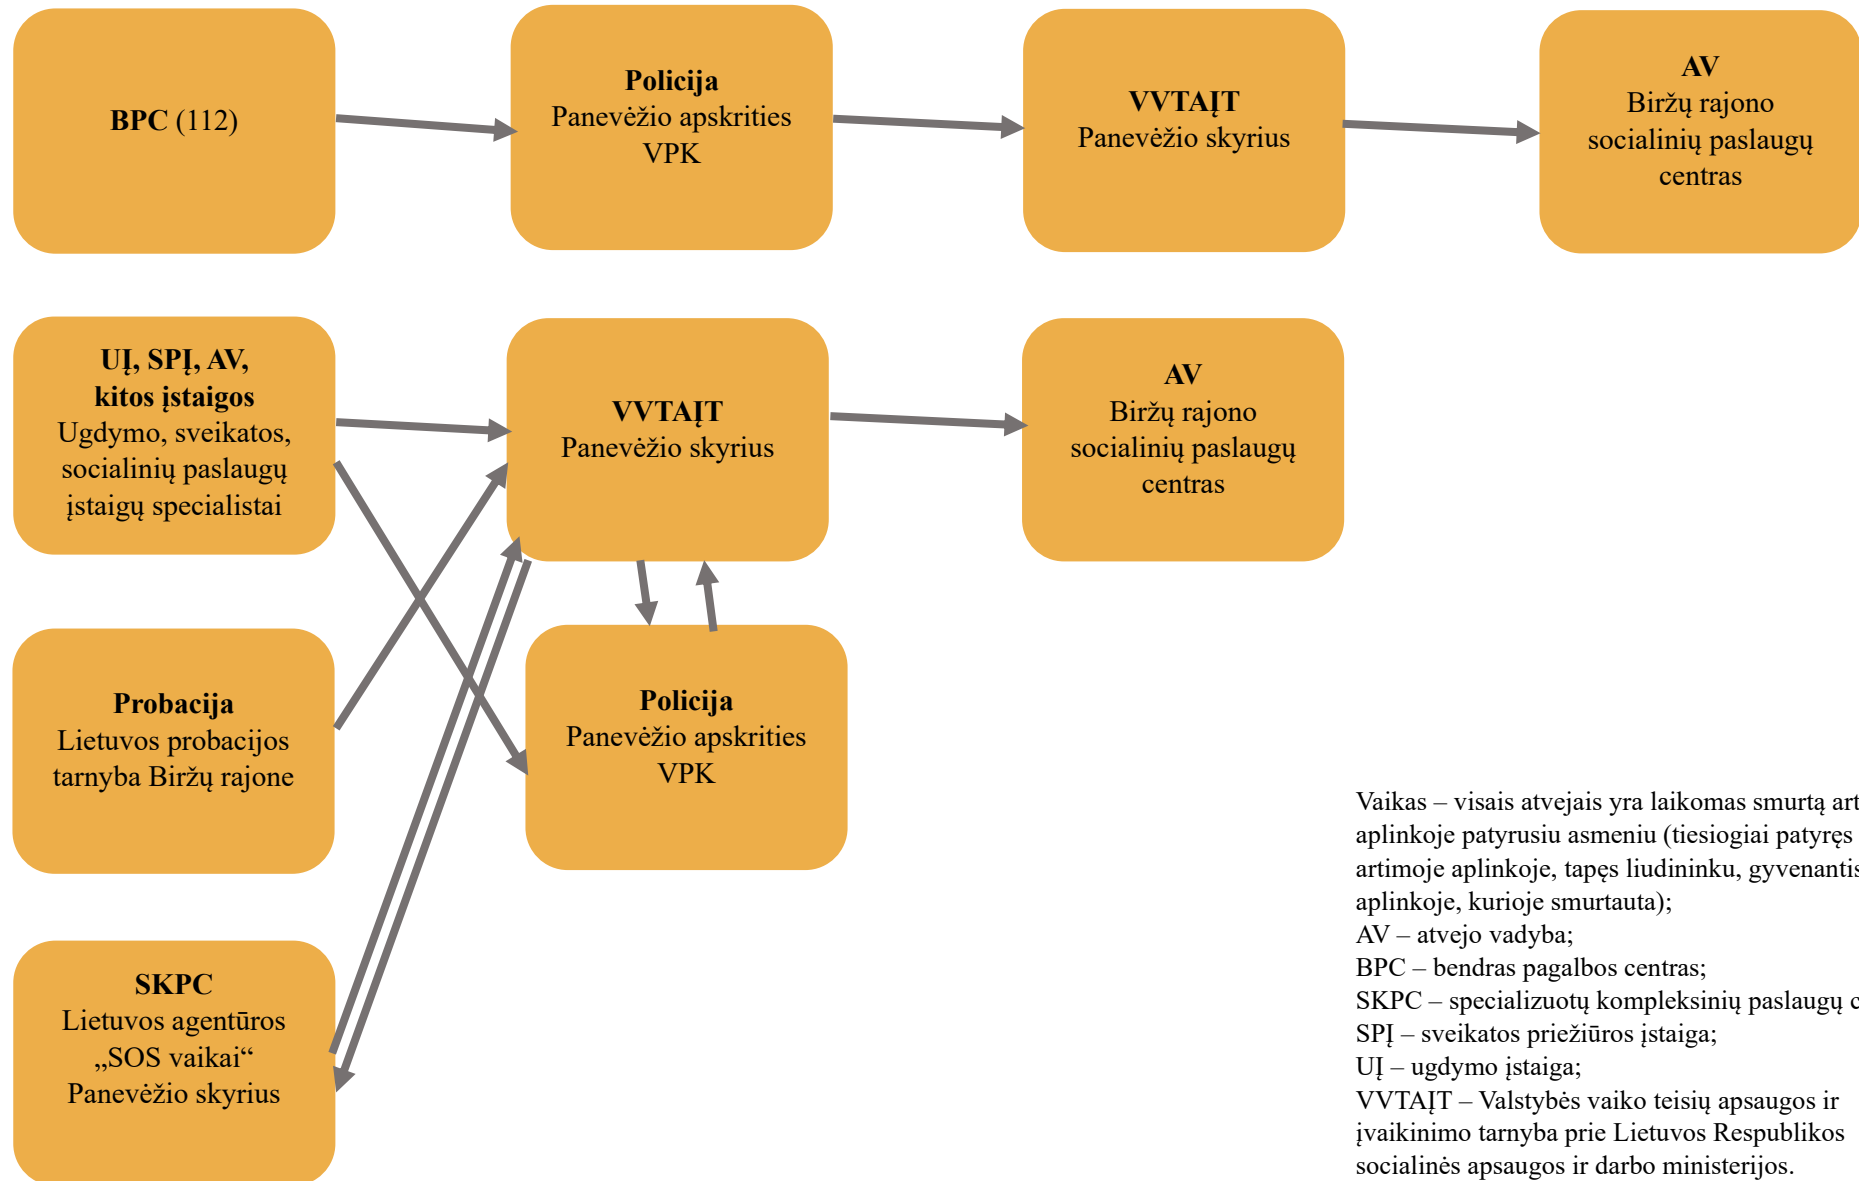 BPC (112)
Policija
Panevėžio apskrities
VPK
VVTAĮT
Panevėžio skyrius
AV
Biržų rajono
socialinių paslaugų
centras
UĮ, SPĮ, AV,
kitos įstaigos
Ugdymo, sveikatos,
socialinių paslaugų
įstaigų specialistai
VVTAĮT
Panevėžio skyrius
AV
Biržų rajono
socialinių paslaugų
centras
Probacija
Lietuvos probacijos
tarnyba Biržų rajone
Policija
Panevėžio apskrities
VPK
SKPC
Lietuvos agentūros
„SOS vaikai“
Panevėžio skyrius
Vaikas – visais atvejais yra laikomas smurtą
aplinkoje patyrusiu asmeniu (tiesiogiai patyręs
artimoje aplinkoje, tapęs liudininku,
aplinkoje, kurioje smurtauta);
AV – atvejo vadyba;
BPC – bendras pagalbos centras;
SKPC – specializuotų kompleksinių paslaugų
SPĮ – sveikatos priežiūros įstaiga;
UĮ – ugdymo įstaiga;
VVTAĮT – Valstybės vaiko teisių apsaugos ir
įvaikinimo tarnyba prie Lietuvos Respublikos
socialinės apsaugos ir darbo ministerijos.